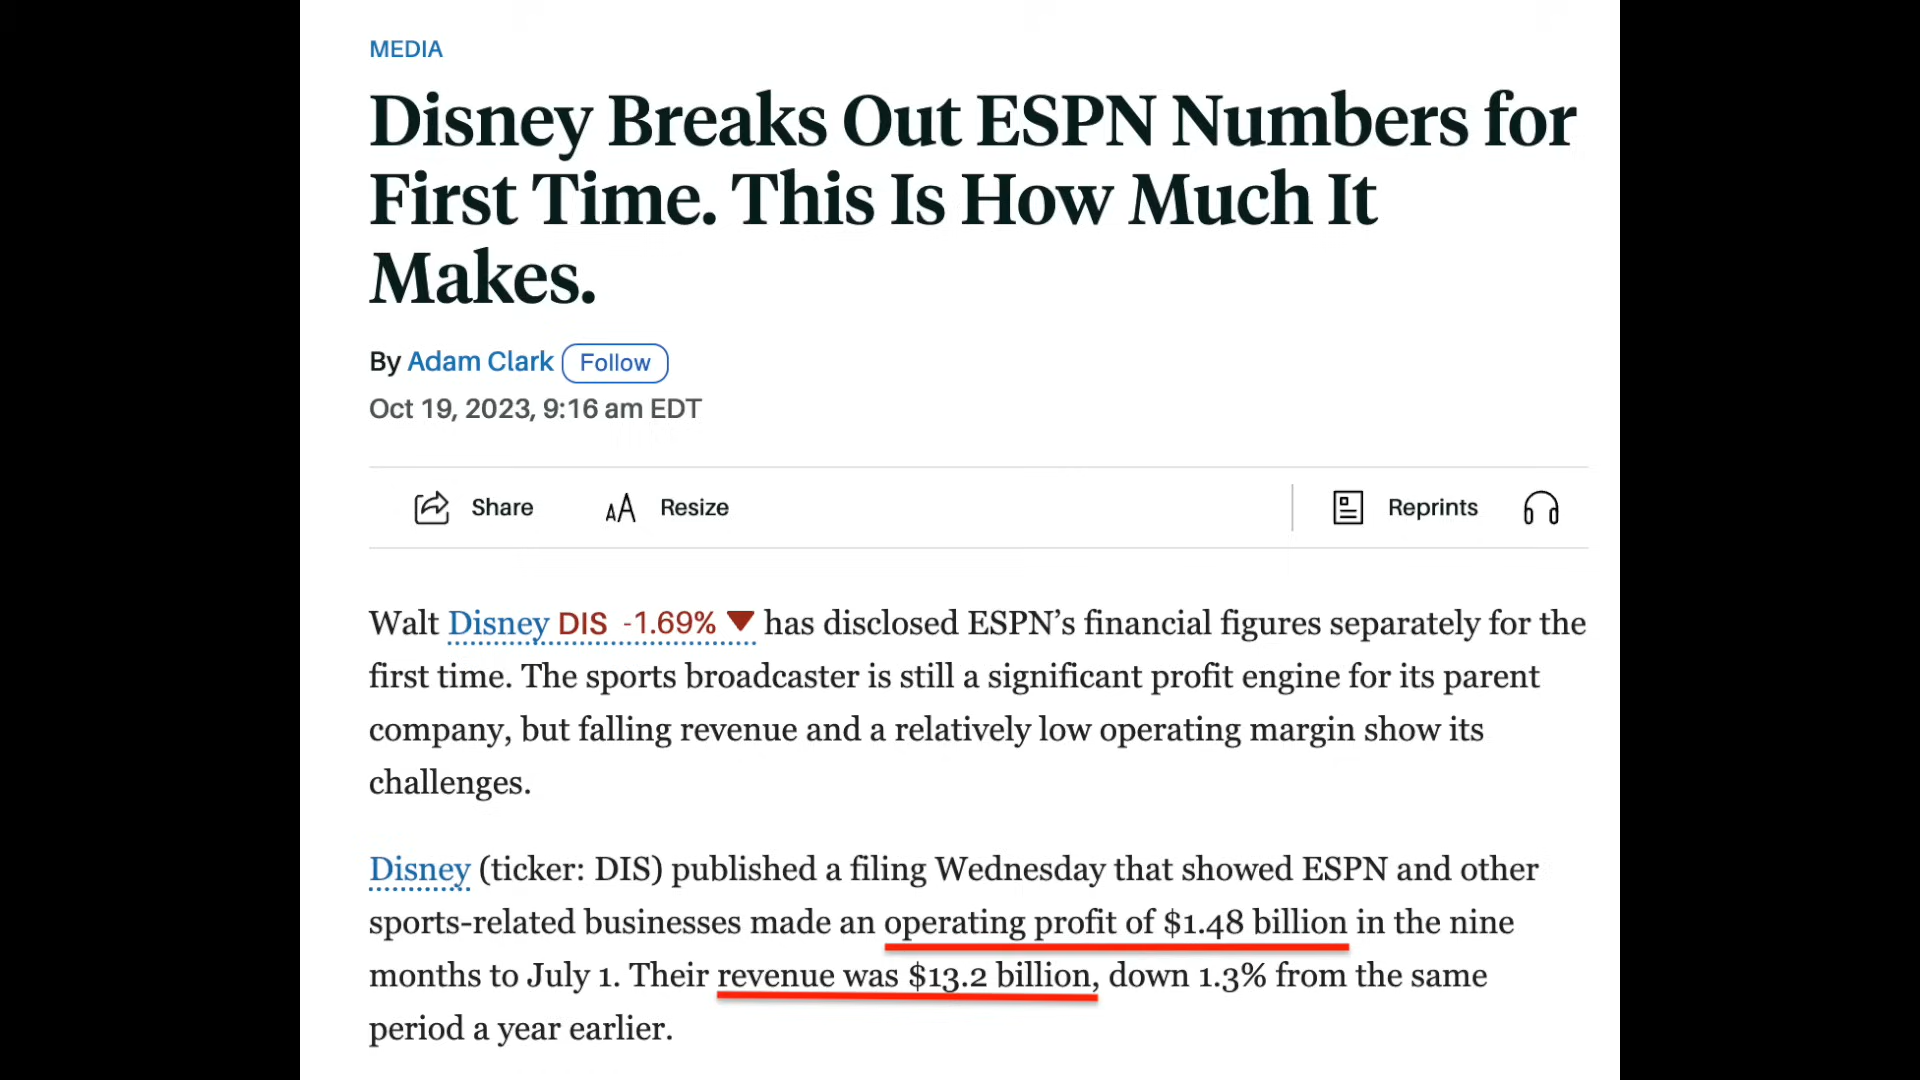 MEDIA
Disney Breaks Out ESPN Numbers for
First Time. This Is How Much It
Makes.
By Adam Clark Follow
Oct 19, 2023, 9:16 am EDT
Share Resize Reprints
Walt Disney DIS -1.69% ▼ has disclosed ESPN’s financial figures separately for the
first time. The sports broadcaster is still a significant profit engine for its parent
company, but falling revenue and a relatively low operating margin show its
challenges.
Disney (ticker: DIS) published a filing Wednesday that showed ESPN and other
sports-related businesses made an operating profit of $1.48 billion in the nine
months to July 1. Their revenue was $13.2 billion, down 1.3% from the same
period a year earlier.